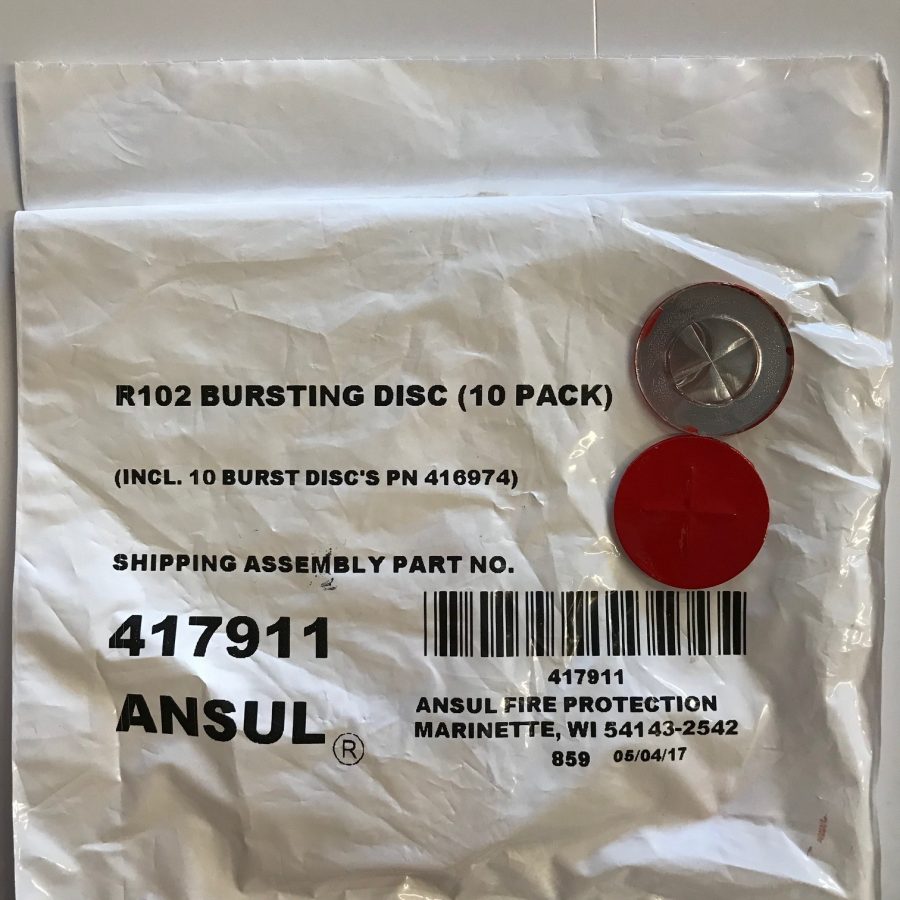 R102 BURSTING DISC (10 PACK)
(INCL. 10 BURST DISC'S PN 416974)
SHIPPING ASSEMBLY PART NO.
417911
ANSUL®
417911
ANSUL FIRE PROTECTION
MARINETTE, WI 54143-2542
859 05/04/17